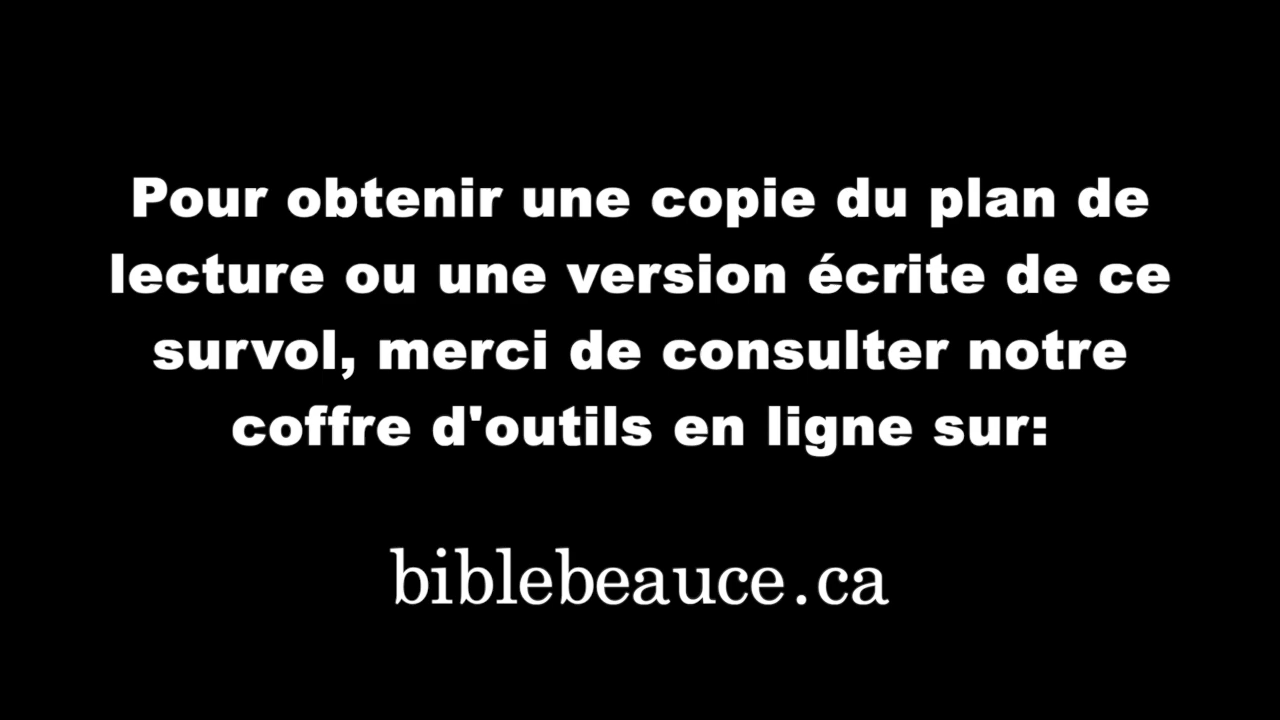 Pour obtenir une copie du plan de
lecture ou une version écrite de ce
survol, merci de consulter notre
coffre d'outils en ligne sur:
biblebeauce.ca